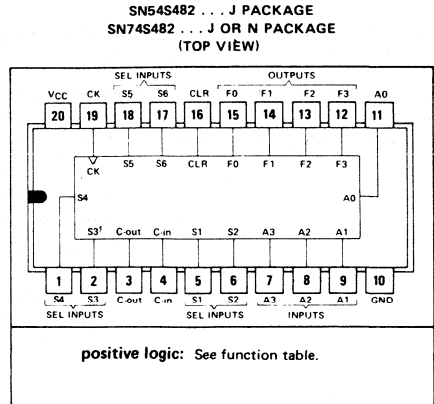 SN54S482 . . . J PACKAGE
SN74S482 . . . J OR N PACKAGE
(TOP VIEW)
SEL INPUTS OUTPUTS
VCC CK S5 S6 CLR F0 F1 F2 F3 A0
20 19 18 17 16 15 14 13 12 11
CK S5 S6 CLR F0 F1 F2 F3
S4 A0
S3 C-out C-in S1 S2 A3 A2 A1
1 2 3 4 5 6 7 8 9 10
S4 S3 C-out C-in S1 S2 A3 A2 A1 GND
SEL INPUTS SEL INPUTS INPUTS
positive logic: See function table.